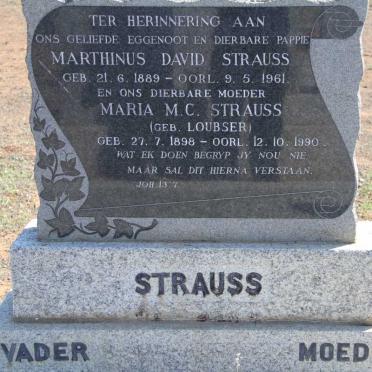 TER HERINNERING AAN
ONS GELIEFDE EGGENOOT EN DIERBARE PAPPIE
MARTHINUS DAVID STRAUSS
GEB. 21. 6. 1889 – OORL. 9. 5. 1961.
EN ONS DIERBARE MOEDER
MARIA M.C. STRAUSS
(GEB. LOUBSER)
GEB. 27. 7. 1898 – OORL. 12. 10. 1990.
WAT EK DOEN BEGRYP JY NOU NIE,
MAAR SAL DIT HIERNA VERSTAAN.
JOH. 13:7.
STRAUSS
VADER MOED